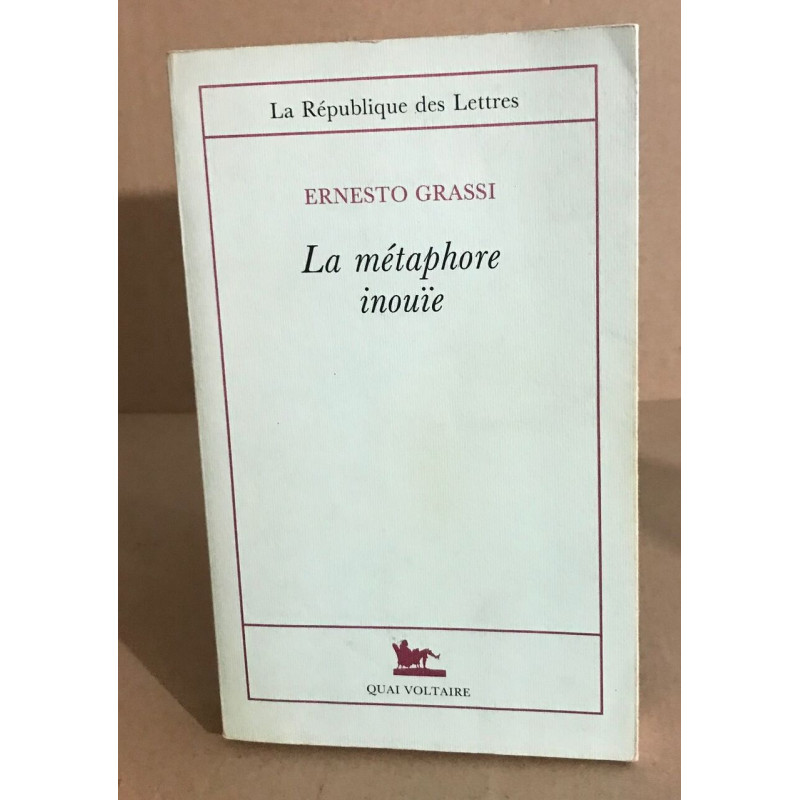 La République des Lettres
ERNESTO GRASSI
La métaphore
inouïe
QUAI VOLTAIRE